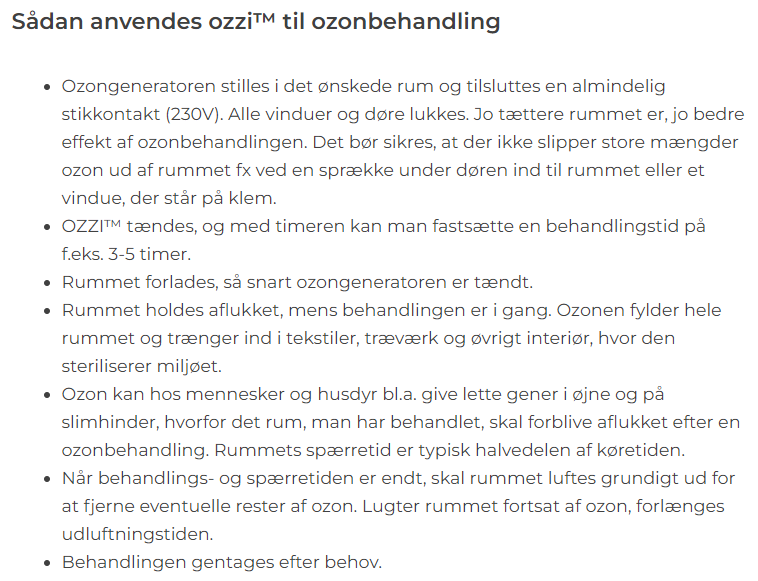 Sådan anvendes ozzi™ til ozonbehandling
• Ozongeneratoren stilles i det ønskede rum og tilsluttes en almindelig
stikkontakt (230V). Alle vinduer og døre lukkes. Jo tættere rummet er, jo bedre
effekt af ozonbehandlingen. Det bør sikres, at der ikke slipper store mængder
ozon ud af rummet fx ved en sprække under døren ind til rummet eller et
vindue, der står på klem.
• OZZI™ tændes, og med timeren kan man fastsætte en behandlingstid på
f.eks. 3-5 timer.
• Rummet forlades, så snart ozongeneratoren er tændt.
• Rummet holdes aflukket, mens behandlingen er i gang. Ozonen fylder hele
rummet og trænger ind i tekstiler, træværk og øvrigt interiør, hvor den
steriliserer miljøet.
• Ozon kan hos mennesker og husdyr bl.a. give lette gener i øjne og på
slimhinder, hvorfor det rum, man har behandlet, skal forblive aflukket efter en
ozonbehandling. Rummets spærretid er typisk halvedelen af køretiden.
• Når behandlings- og spærretiden er endt, skal rummet luftes grundigt ud for
at fjerne eventuelle rester af ozon. Lugter rummet fortsat af ozon, forlænges
udluftningstiden.
• Behandlingen gentages efter behov.